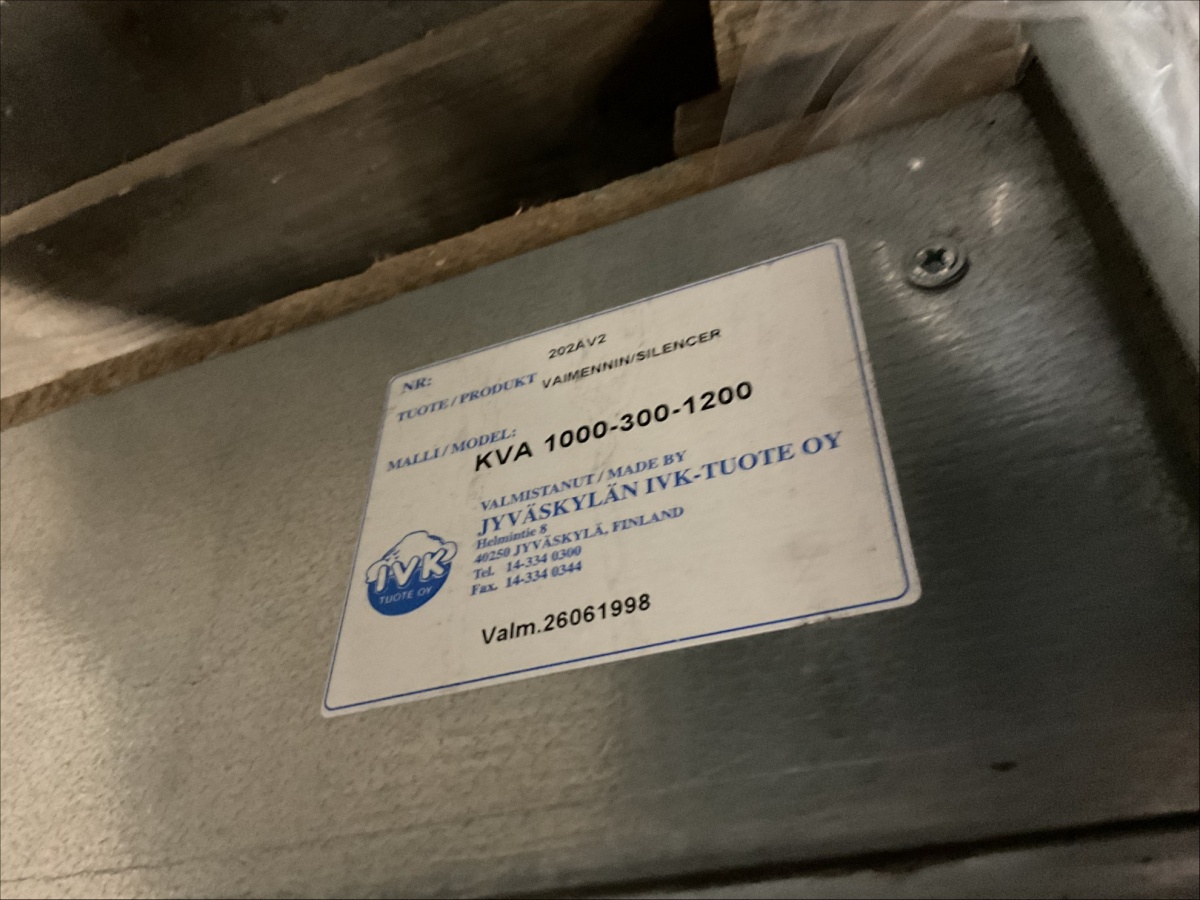 NR: 202AV2
TUOTE / PRODUKT VAIMENNIN/SILENCER
MALLI / MODEL:
KVA 1000-300-1200
VALMISTANUT / MADE BY
JYVÄSKYLÄN IVK-TUOTE OY
Helmintie 8
40250 JYVÄSKYLÄ, FINLAND
Tel. 14-334 0300
Fax. 14-334 0344
IVK
TUOTE OY
Valm.26061998